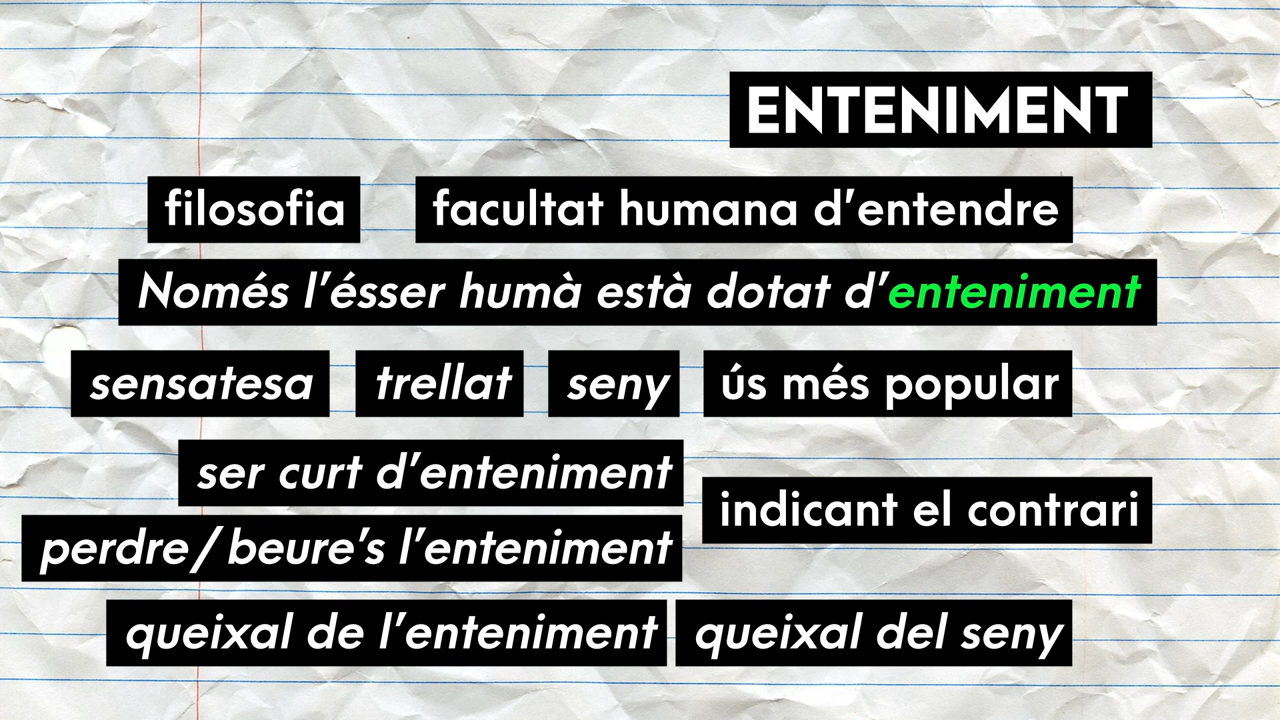 ENTENIMENT
filosofia facultat humana d'entendre
Només l'ésser humà està dotat d'enteniment
sensatesa trellat seny ús més popular
ser curt d'enteniment
indicant el contrari
perdre/beure's l'enteniment
queixal de l'enteniment queixal del seny